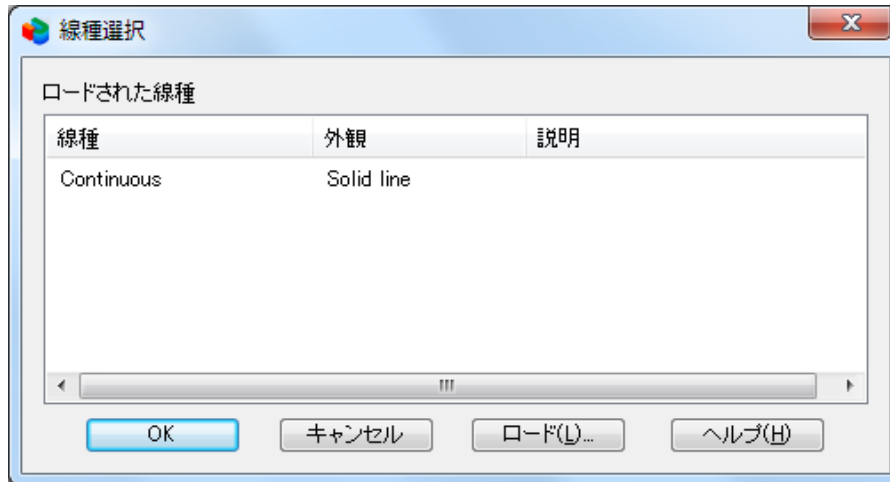 線種選択
ロードされた線種
線種 外観 説明
Continuous Solid line
OK キャンセル ロード(L)... ヘルプ(H)